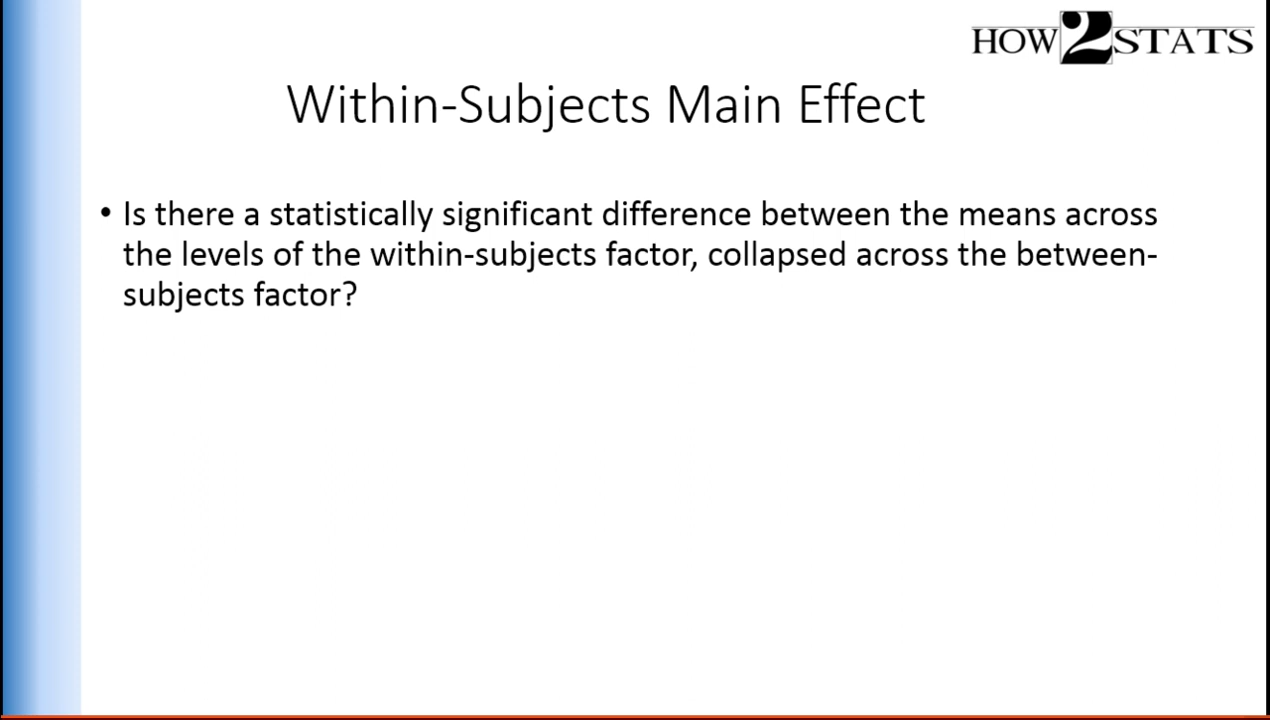 HOW2STATS
Within-Subjects Main Effect
• Is there a statistically significant difference between the means across
the levels of the within-subjects factor, collapsed across the between-
subjects factor?